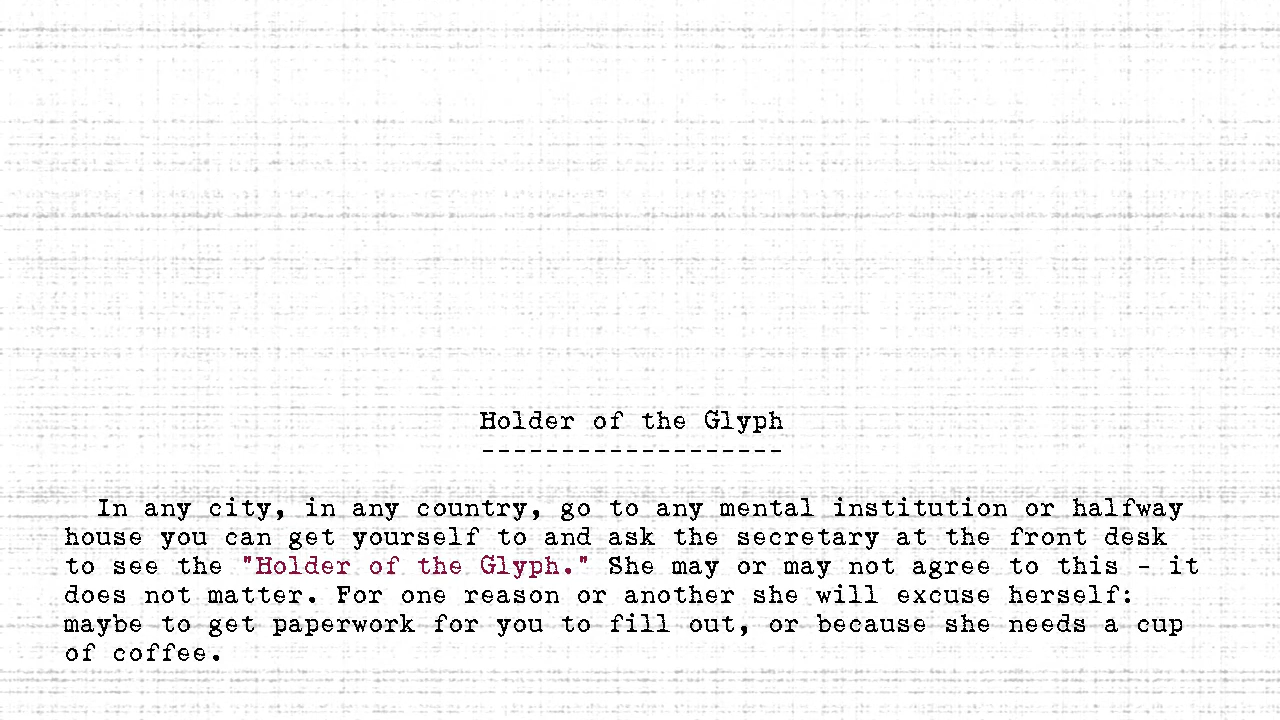 Holder of the Glyph
-------------------
In any city, in any country, go to any mental institution or halfway
house you can get yourself to and ask the secretary at the front desk
to see the "Holder of the Glyph." She may or may not agree to this - it
does not matter. For one reason or another she will excuse herself:
maybe to get paperwork for you to fill out, or because she needs a cup
of coffee.